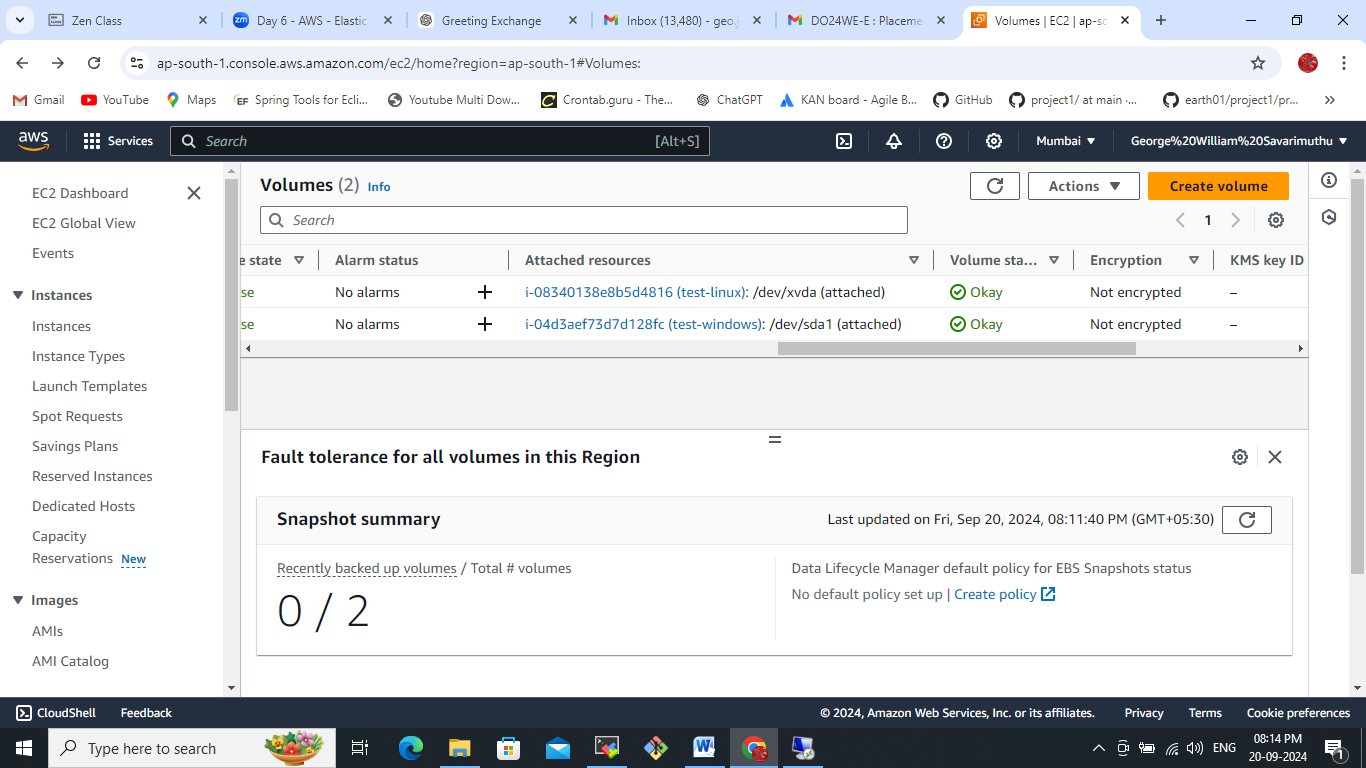 Zen Class
Day 6 - AWS - Elastic
Greeting Exchange
Inbox (13,480) - geo.j
DO24WE-E : Placeme
Volumes | EC2 | ap-so
ap-south-1.console.aws.amazon.com/ec2/home?region=ap-south-1#Volumes:
Gmail
YouTube
Maps
Spring Tools for Ecli...
Youtube Multi Dow...
Crontab.guru - The...
ChatGPT
KAN board - Agile B...
GitHub
project1/ at main ·...
earth01/project1/pr...
aws
Services
Search
[Alt+S]
Mumbai
George%20William%20Savarimuthu
EC2 Dashboard
EC2 Global View
Events
Instances
Instances
Instance Types
Launch Templates
Spot Requests
Savings Plans
Reserved Instances
Dedicated Hosts
Capacity
Reservations New
Images
AMIs
AMI Catalog
Volumes (2) Info
Actions
Create volume
Search
1
e state
Alarm status
Attached resources
Volume sta...
Encryption
KMS key ID
se
No alarms
i-08340138e8b5d4816 (test-linux): /dev/xvda (attached)
Okay
Not encrypted
–
se
No alarms
i-04d3aef73d7d128fc (test-windows): /dev/sda1 (attached)
Okay
Not encrypted
–
Fault tolerance for all volumes in this Region
Snapshot summary
Last updated on Fri, Sep 20, 2024, 08:11:40 PM (GMT+05:30)
Recently backed up volumes / Total # volumes
0 / 2
Data Lifecycle Manager default policy for EBS Snapshots status
No default policy set up | Create policy
CloudShell
Feedback
© 2024, Amazon Web Services, Inc. or its affiliates.
Privacy
Terms
Cookie preferences
Type here to search
ENG
08:14 PM
20-09-2024
1